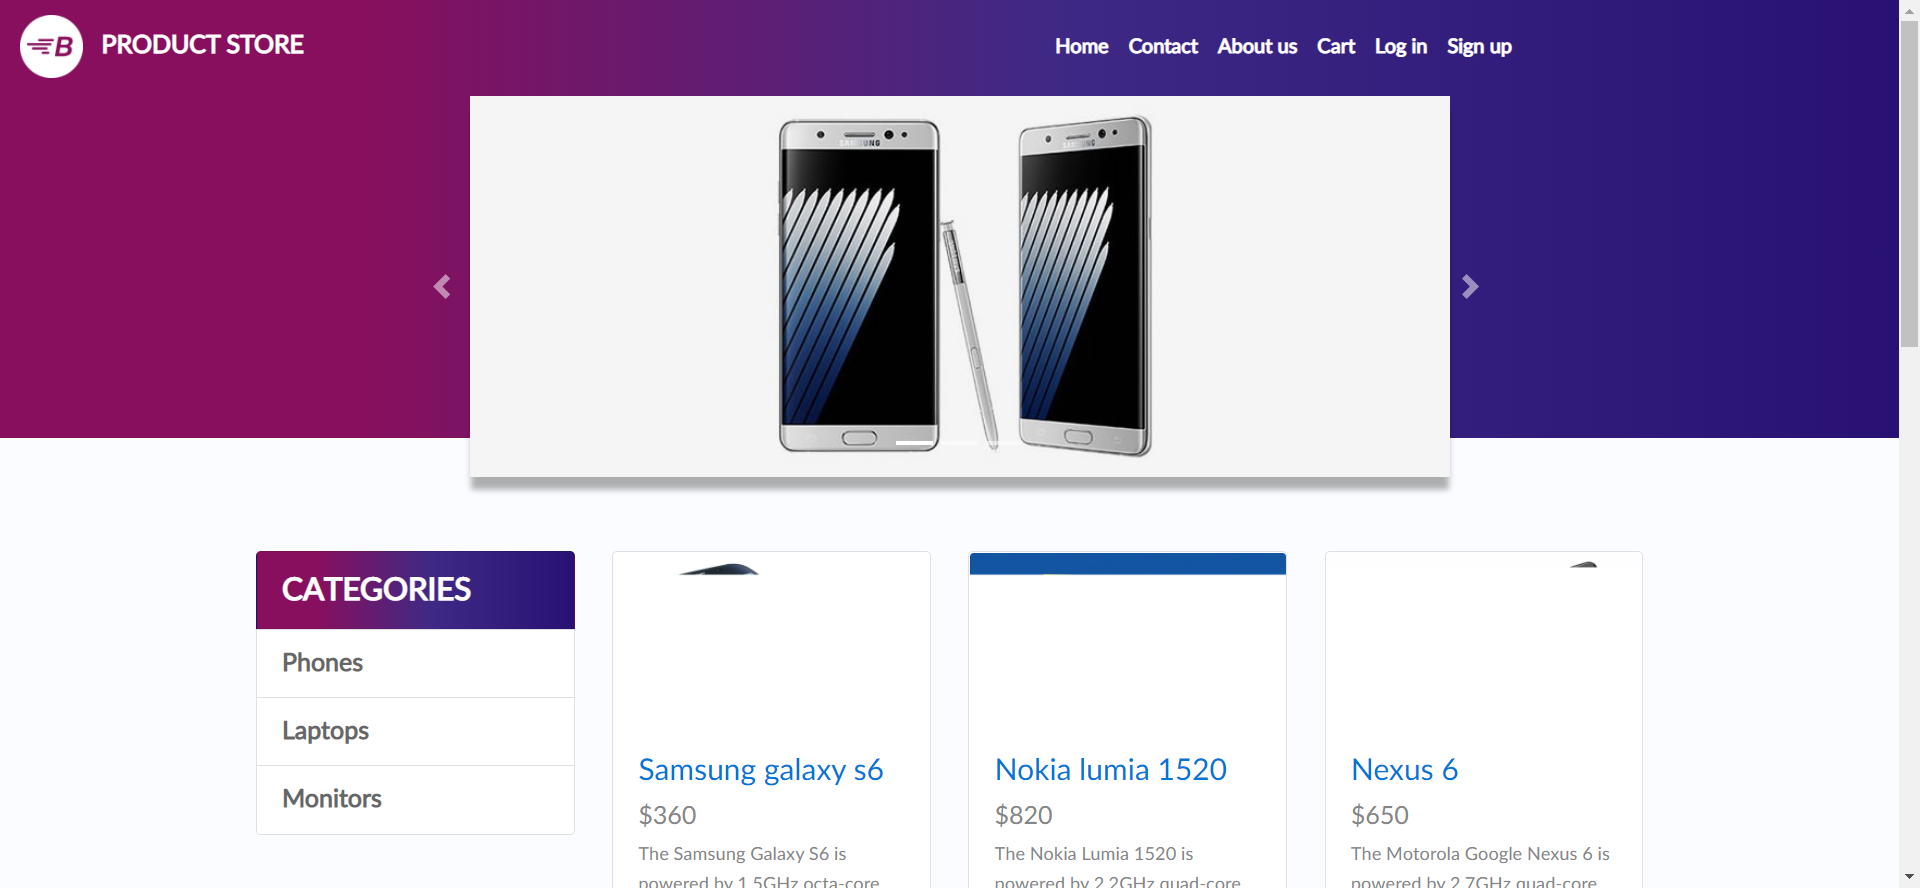 B PRODUCT STORE
Home Contact About us Cart Log in Sign up
SAMSUNG
CATEGORIES
Phones
Laptops
Monitors
Samsung galaxy s6
$360
The Samsung Galaxy S6 is
powered by 1.5GHz octa-core
Nokia lumia 1520
$820
The Nokia Lumia 1520 is
powered by 2.2GHz quad-core
Nexus 6
$650
The Motorola Google Nexus 6 is
powered by 2.7GHz quad-core